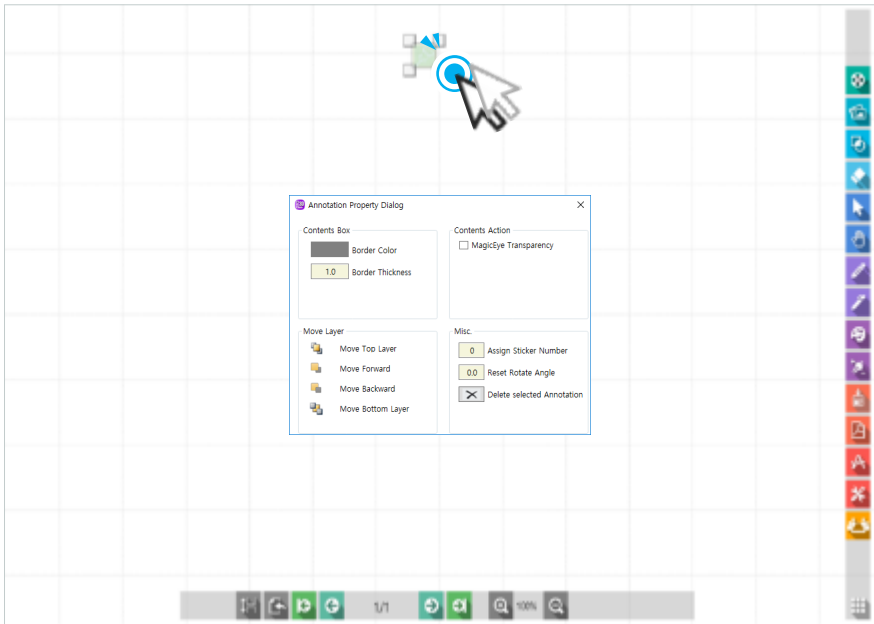 Annotation Property Dialog
Contents Box
Border Color
1.0 Border Thickness
Contents Action
MagicEye Transparency
Move Layer
Move Top Layer
Move Forward
Move Backward
Move Bottom Layer
Misc.
0 Assign Sticker Number
0.0 Reset Rotate Angle
Delete selected Annotation
1/1
100%